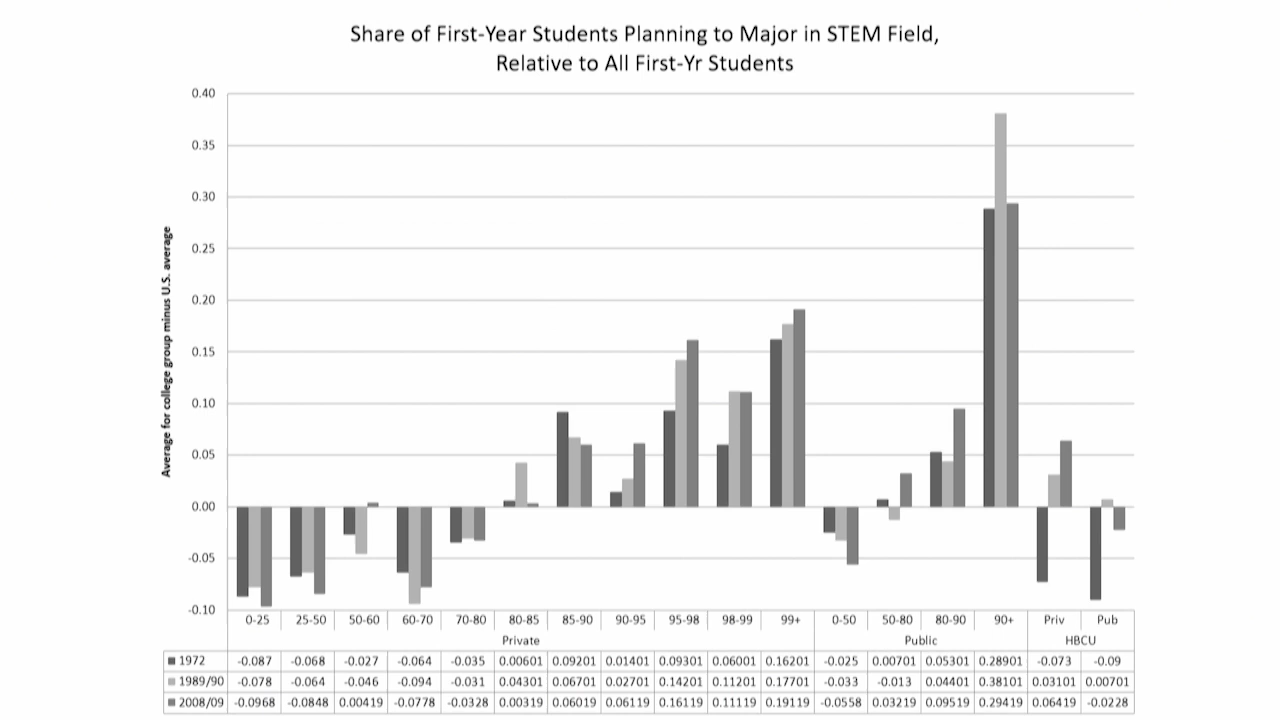 Share of First-Year Students Planning to Major in STEM Field,
Relative to All First-Yr Students
Average for college group minus U.S. average
0.40
0.35
0.30
0.25
0.20
0.15
0.10
0.05
0.00
-0.05
-0.10
0-25 25-50 50-60 60-70 70-80 80-85 85-90 90-95 95-98 98-99 99+ 0-50 50-80 80-90 90+ Priv Pub
Private Public HBCU
1972 -0.087 -0.068 -0.027 -0.064 -0.035 0.00601 0.09201 0.01401 0.09301 0.06001 0.16201 -0.025 0.00701 0.05301 0.28901 -0.073 -0.09
1989/90 -0.078 -0.064 -0.046 -0.094 -0.031 0.04301 0.06701 0.02701 0.14201 0.11201 0.17701 -0.033 -0.013 0.04401 0.38101 0.03101 0.00701
2008/09 -0.0968 -0.0848 0.00419 -0.0778 -0.0328 0.00319 0.06019 0.06119 0.16119 0.11119 0.19119 -0.0558 0.03219 0.09519 0.29419 0.06419 -0.0228